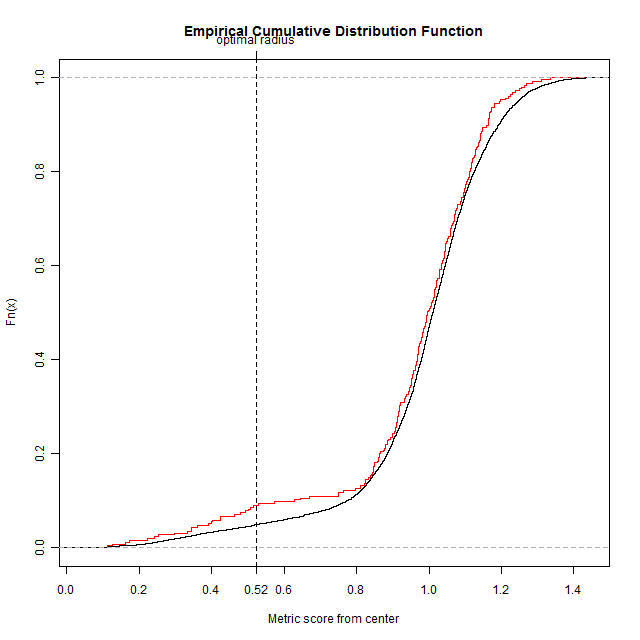 Empirical Cumulative Distribution Function
optimal radius
Fn(x)
1.0
0.8
0.6
0.4
0.2
0.0
0.0 0.2 0.4 0.52 0.6 0.8 1.0 1.2 1.4
Metric score from center